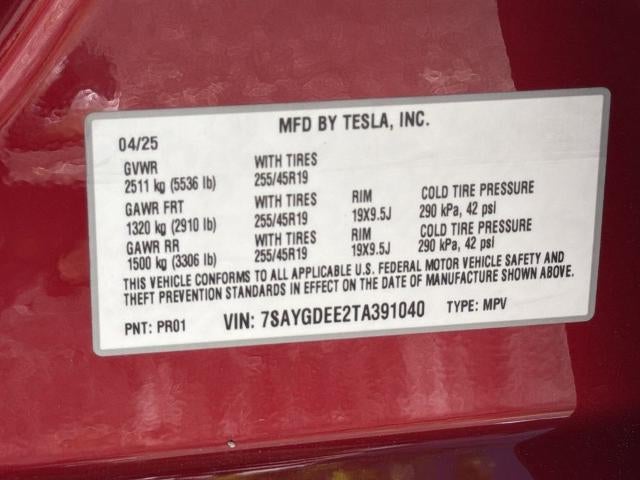 MFD BY TESLA, INC.
04/25
GVWR WITH TIRES
2511 kg (5536 lb) 255/45R19
GAWR FRT WITH TIRES RIM COLD TIRE PRESSURE
1320 kg (2910 lb) 255/45R19 19X9.5J 290 kPa, 42 psi
GAWR RR WITH TIRES RIM COLD TIRE PRESSURE
1500 kg (3306 lb) 255/45R19 19X9.5J 290 kPa, 42 psi
THIS VEHICLE CONFORMS TO ALL APPLICABLE U.S. FEDERAL MOTOR VEHICLE SAFETY AND
THEFT PREVENTION STANDARDS IN EFFECT ON THE DATE OF MANUFACTURE SHOWN ABOVE.
PNT: PR01 VIN: 7SAYGDEE2TA391040 TYPE: MPV